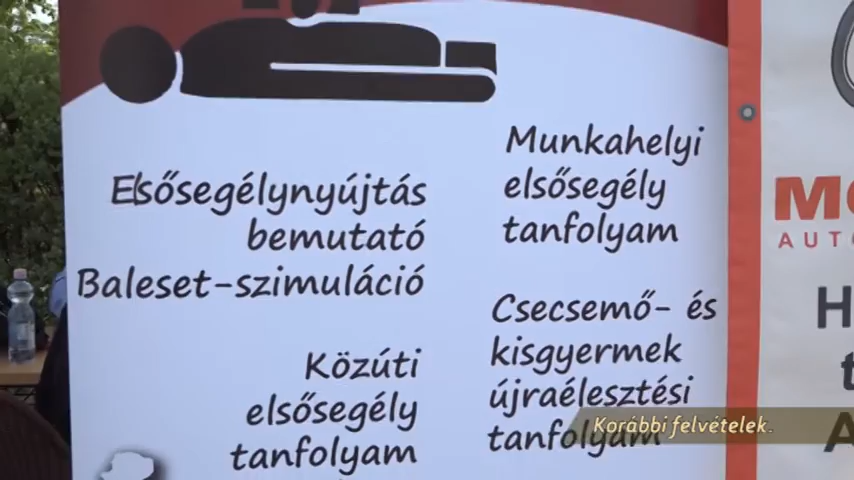 Elsősegélynyújtás
bemutató
Baleset-szimuláció
Közúti
elsősegély
tanfolyam
Munkahelyi
elsősegély
tanfolyam
Csecsemő- és
kisgyermek
újraélesztési
tanfolyam
Korábbi felvételek.